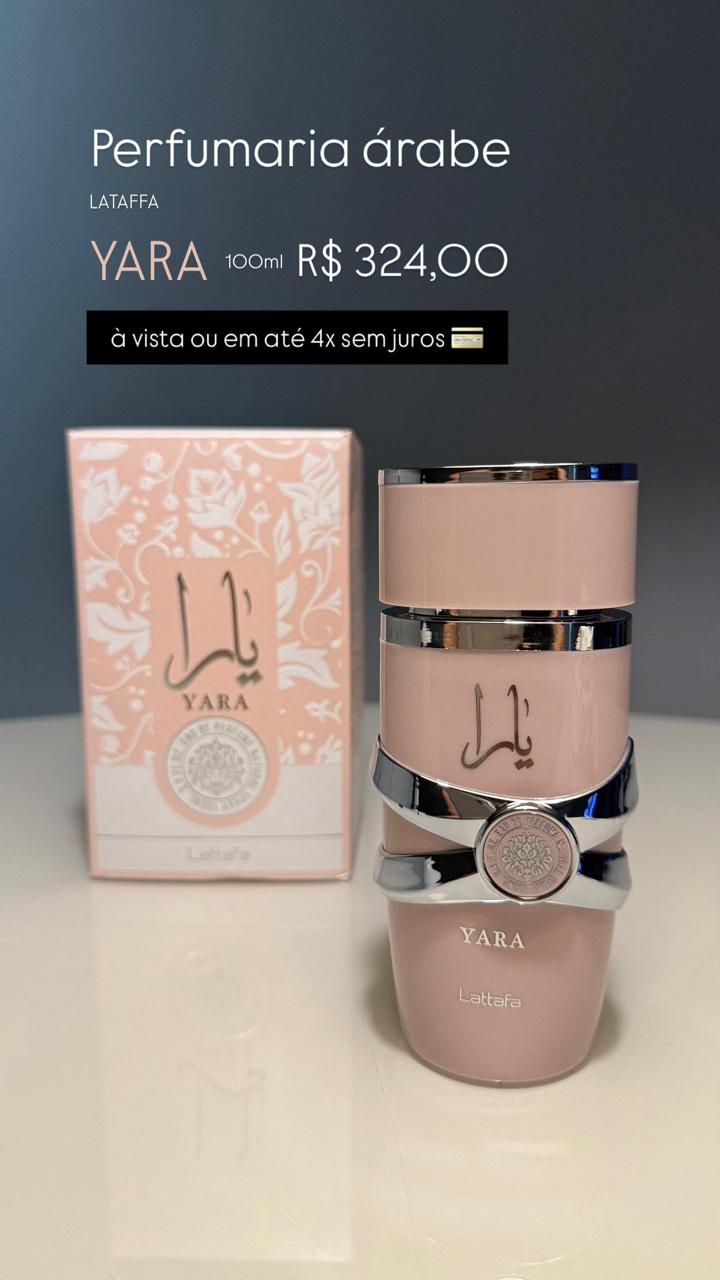 Perfumaria árabe
LATAFFA
YARA 100ml R$ 324,00
à vista ou em até 4x sem juros 💳
يارا
YARA
Lattafa
يارا
YARA
Lattafa